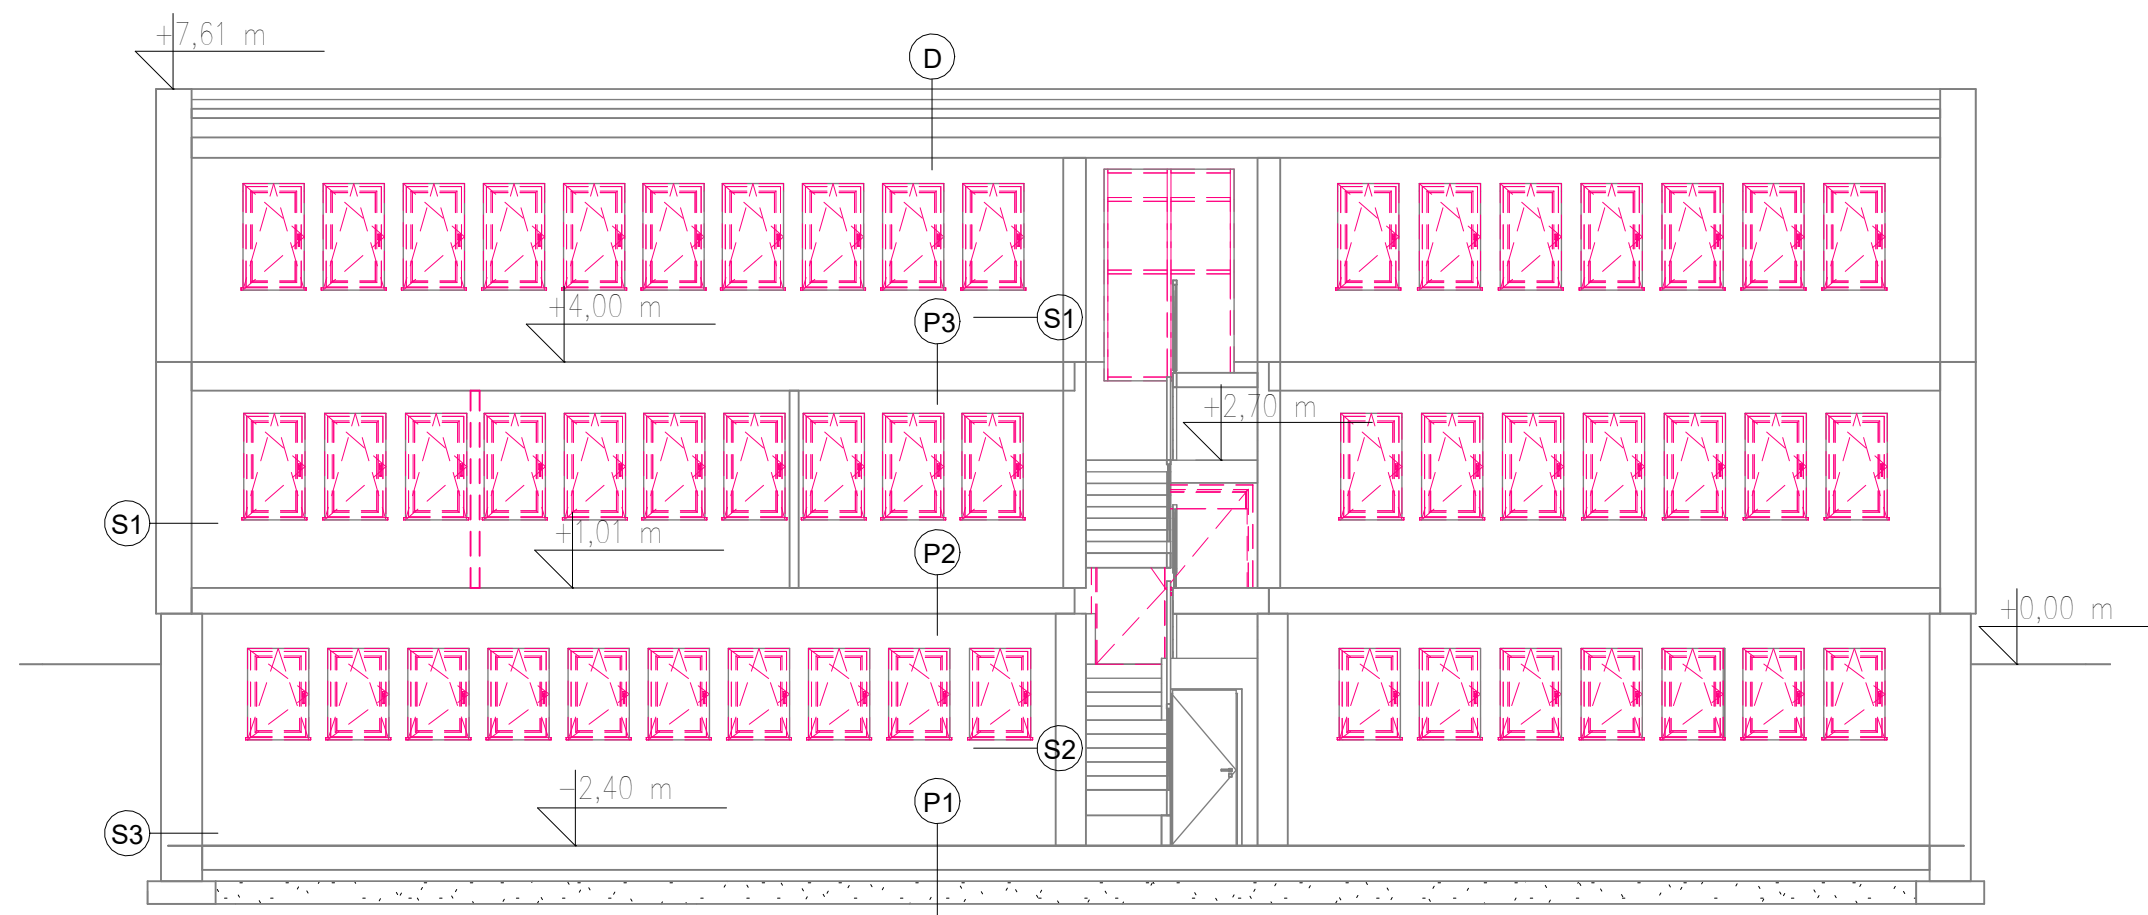 +7,61 m
D
+4,00 m
P3
S1
+2,70 m
S1
+1,01 m
P2
+0,00 m
S2
-2,40 m
P1
S3